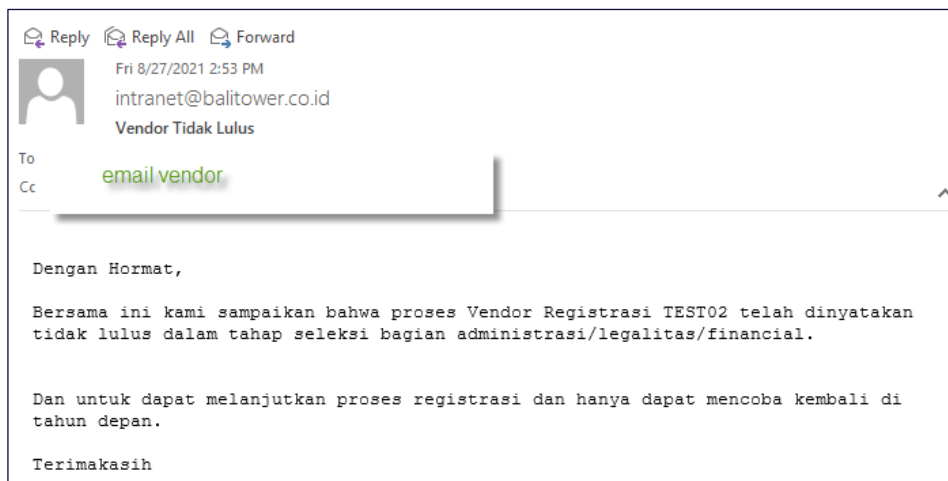 Reply Reply All Forward
Fri 8/27/2021 2:53 PM
intranet@balitower.co.id
Vendor Tidak Lulus
To
email vendor
Cc
Dengan Hormat,
Bersama ini kami sampaikan bahwa proses Vendor Registrasi TEST02 telah dinyatakan
tidak lulus dalam tahap seleksi bagian administrasi/legalitas/financial.
Dan untuk dapat melanjutkan proses registrasi dan hanya dapat mencoba kembali di
tahun depan.
Terimakasih